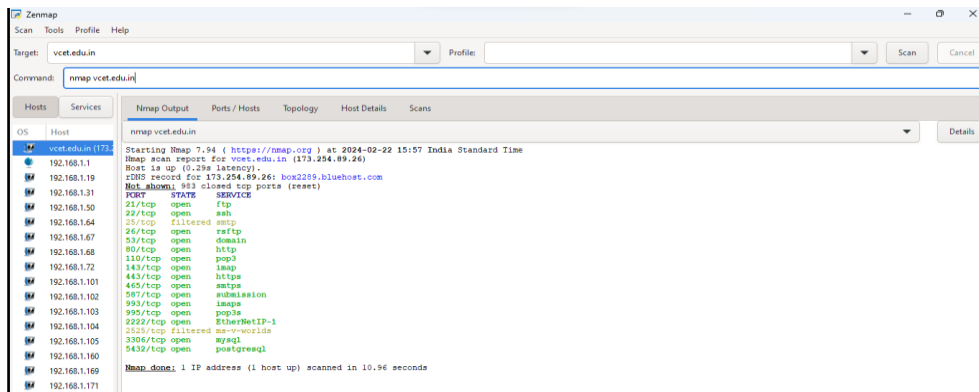 Zenmap
Scan Tools Profile Help
Target: vcet.edu.in Profile: Scan Cancel
Command: nmap vcet.edu.in
Hosts Services
OS Host
vcet.edu.in (173.2
192.168.1.1
192.168.1.19
192.168.1.31
192.168.1.50
192.168.1.64
192.168.1.67
192.168.1.68
192.168.1.72
192.168.1.101
192.168.1.102
192.168.1.103
192.168.1.104
192.168.1.105
192.168.1.160
192.168.1.169
192.168.1.171
Nmap Output Ports / Hosts Topology Host Details Scans
nmap vcet.edu.in Details
Starting Nmap 7.94 ( https://nmap.org ) at 2024-02-22 15:57 India Standard Time
Nmap scan report for vcet.edu.in (173.254.89.26)
Host is up (0.29s latency).
rDNS record for 173.254.89.26: box2289.bluehost.com
Not shown: 983 closed tcp ports (reset)
PORT STATE SERVICE
21/tcp open ftp
22/tcp open ssh
25/tcp filtered smtp
26/tcp open rsftp
53/tcp open domain
80/tcp open http
110/tcp open pop3
143/tcp open imap
443/tcp open https
465/tcp open smtps
587/tcp open submission
993/tcp open imaps
995/tcp open pop3s
2222/tcp open EtherNetIP-1
2525/tcp filtered ms-v-worlds
3306/tcp open mysql
5432/tcp open postgresql
Nmap done: 1 IP address (1 host up) scanned in 10.96 seconds